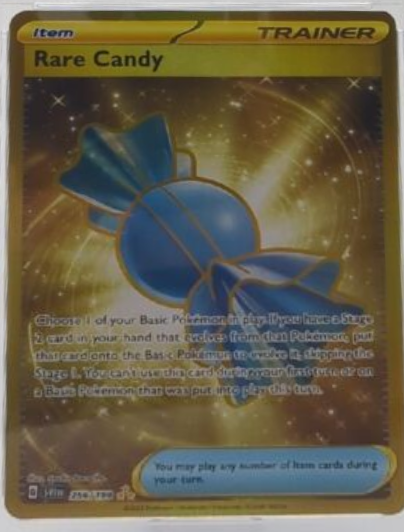 Item
TRAINER
Rare Candy
Choose 1 of your Basic Pokémon in play. If you have a Stage
2 card in your hand that evolves from that Pokémon, put
that card onto the Basic Pokémon to evolve it, skipping the
Stage 1. You can't use this card during your first turn or on
a Basic Pokémon that was put into play this turn.
You may play any number of Item cards during
your turn.